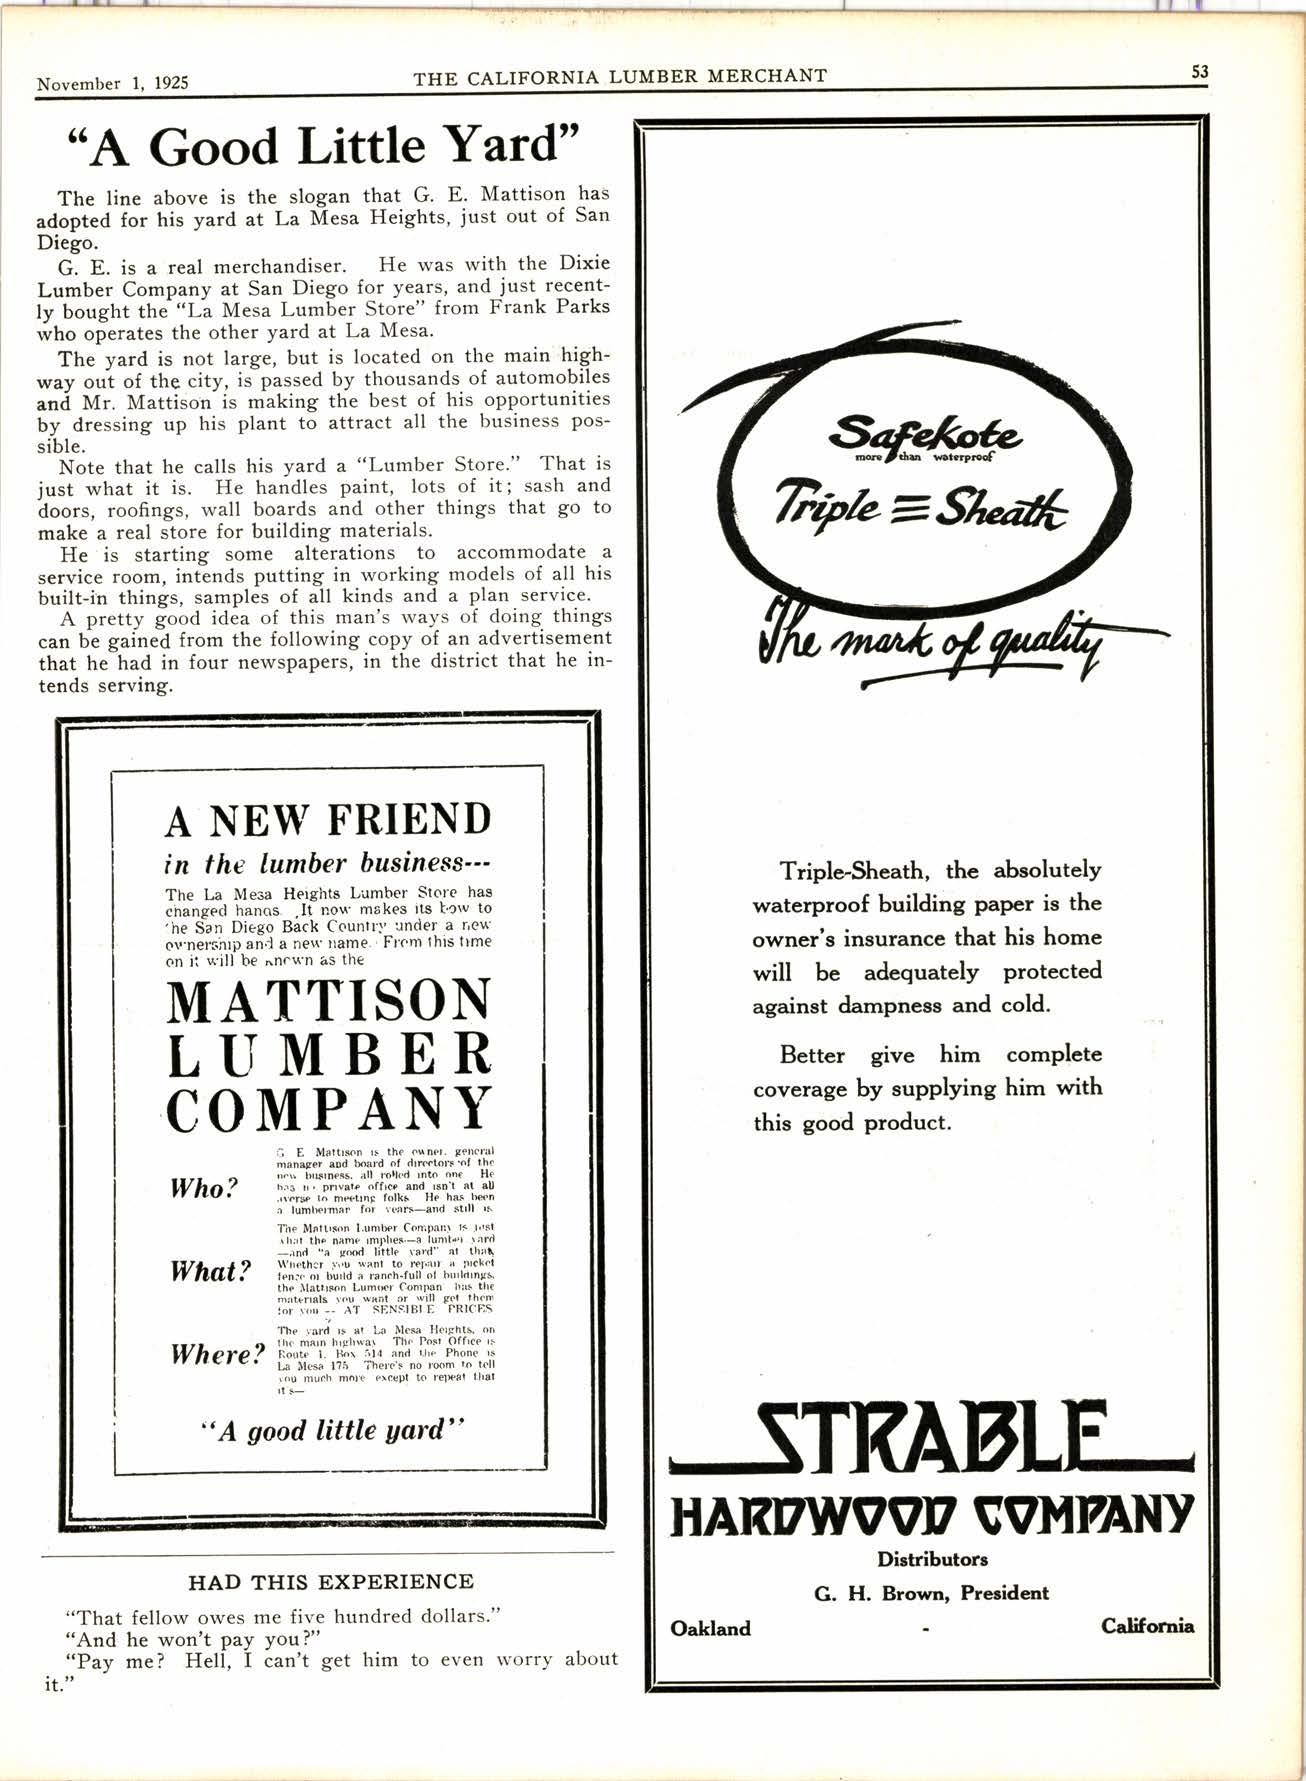 November 1, 1925
THE CALIFORNIA LUMBER MERCHANT
53
“A Good Little Yard”
The line above is the slogan that G. E. Mattison has
adopted for his yard at La Mesa Heights, just out of San
Diego.
G. E. is a real merchandiser. He was with the Dixie
Lumber Company at San Diego for years, and just recent-
ly bought the “La Mesa Lumber Store” from Frank Parks
who operates the other yard at La Mesa.
The yard is not large, but is located on the main high-
way out of the city, is passed by thousands of automobiles
and Mr. Mattison is making the best of his opportunities
by dressing up his plant to attract all the business pos-
sible.
Note that he calls his yard a “Lumber Store.” That is
just what it is. He handles paint, lots of it; sash and
doors, roofings, wall boards and other things that go to
make a real store for building materials.
He is starting some alterations to accommodate a
service room, intends putting in working models of all his
built-in things, samples of all kinds and a plan service.
A pretty good idea of this man's ways of doing things
can be gained from the following copy of an advertisement
that he had in four newspapers, in the district that he in-
tends serving.
A NEW FRIEND
in the lumber business---
The La Mesa Heights Lumber Store has
changed hands. It now makes its bow to
the San Diego Back Country under a new
ownership and a new name. From this time
on it will be known as the
MATTISON
LUMBER
COMPANY
Who?
G E Mattison is the owner, general
manager and board of directors of the
new business, all rolled into one He
has no private office and isn't at all
averse to meeting folks He has been
a lumberman for years—and still is.
What?
The Mattison Lumber Company is just
what the name implies—a lumber yard
—and “a good little yard” at that.
Whether you want to repair a picket
fence or build a ranch-full of buildings,
the Mattison Lumber Company has the
materials you want or will get them
for you -- AT SENSIBLE PRICES
Where?
The yard is at La Mesa Heights, on
the main highway The Post Office is
Route 1, Box 514 and the Phone is
La Mesa 175 There's no room to tell
you much more except to repeat that
it's—
“A good little yard”
HAD THIS EXPERIENCE
“That fellow owes me five hundred dollars.”
“And he won't pay you?”
“Pay me? Hell, I can't get him to even worry about
it.”
Safekote
more than waterproof
Triple ≡ Sheath
The mark of quality
Triple-Sheath, the absolutely
waterproof building paper is the
owner's insurance that his home
will be adequately protected
against dampness and cold.
Better give him complete
coverage by supplying him with
this good product.
STRABLE
HARDWOOD COMPANY
Distributors
G. H. Brown, President
Oakland - California